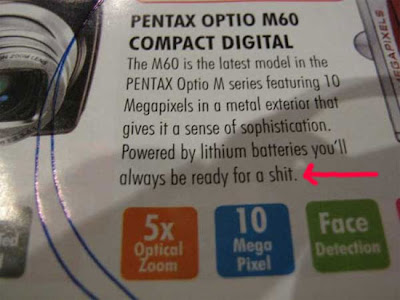 PENTAX OPTIO M60
COMPACT DIGITAL
The M60 is the latest model in the
PENTAX Optio M series featuring 10
Megapixels in a metal exterior that
gives it a sense of sophistication.
Powered by lithium batteries you'll
always be ready for a shit.
5x
Optical
Zoom
10
Mega
Pixel
Face
Detection
MEGAPIXELS